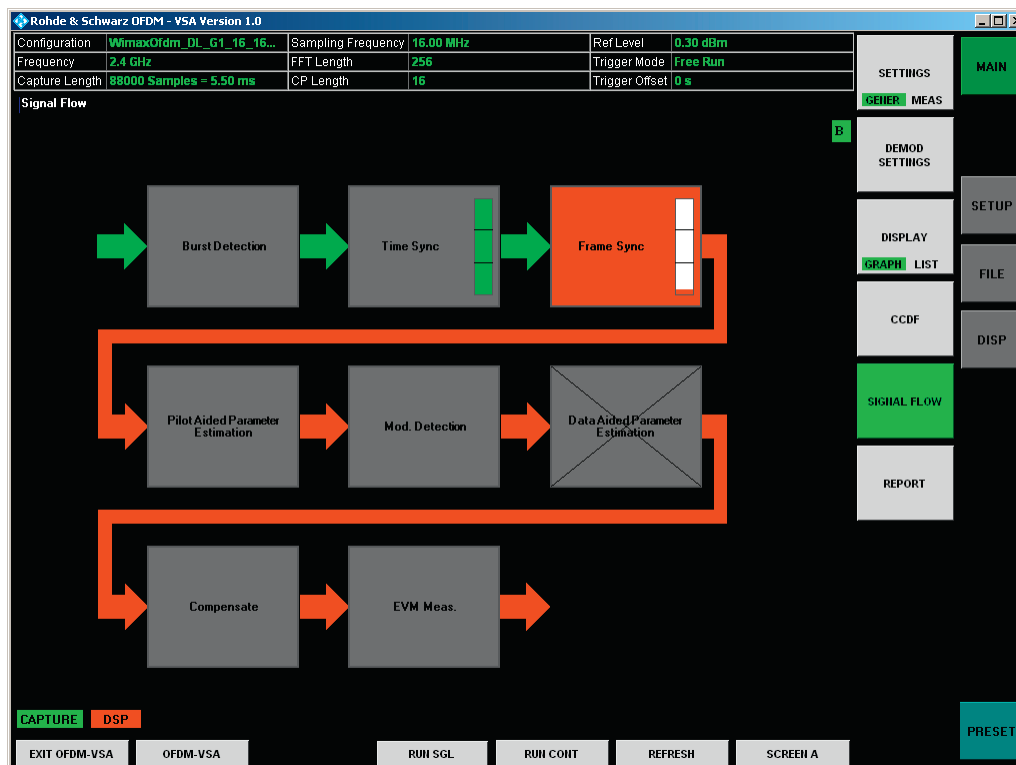 Rohde & Schwarz OFDM - VSA Version 1.0
Configuration WimaxOfdm_DL_G1_16_16... Sampling Frequency 16.00 MHz Ref Level 0.30 dBm
Frequency 2.4 GHz FFT Length 256 Trigger Mode Free Run
Capture Length 88000 Samples = 5.50 ms CP Length 16 Trigger Offset 0 s
Signal Flow
B
Burst Detection
Time Sync
Frame Sync
Pilot Aided Parameter
Estimation
Mod. Detection
Data Aided Parameter
Estimation
Compensate
EVM Meas.
SETTINGS
GENER MEAS
DEMOD
SETTINGS
DISPLAY
GRAPH LIST
CCDF
SIGNAL FLOW
REPORT
MAIN
SETUP
FILE
DISP
PRESET
CAPTURE DSP
EXIT OFDM-VSA OFDM-VSA RUN SGL RUN CONT REFRESH SCREEN A